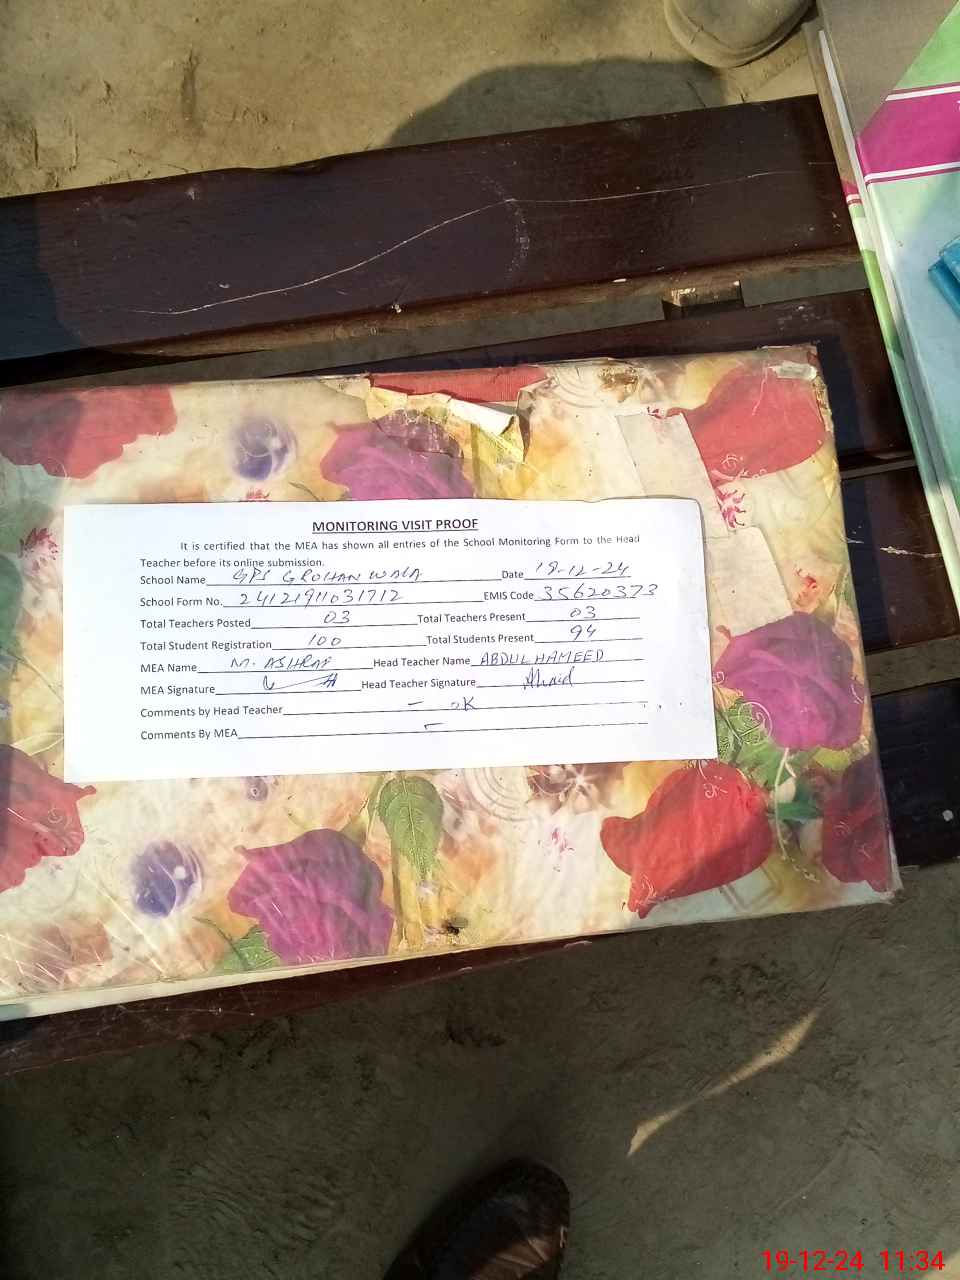 MONITORING VISIT PROOF
It is certified that the MEA has shown all entries of the School Monitoring Form to the Head
Teacher before its online submission.
School Name GPS GROHANWALA Date 19-12-24
School Form No. 24121911031712 EMIS Code 35620373
Total Teachers Posted 03 Total Teachers Present 03
Total Student Registration 100 Total Students Present 94
MEA Name M. ASHRAF Head Teacher Name ABDUL HAMEED
MEA Signature Head Teacher Signature
Comments by Head Teacher – OK
Comments By MEA –
19-12-24 11:34